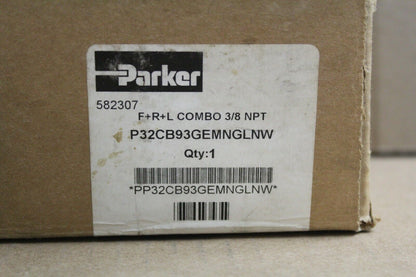 Parker
582307
F+R+L COMBO 3/8 NPT
P32CB93GEMNGLNW
Qty:1
*PP32CB93GEMNGLNW*